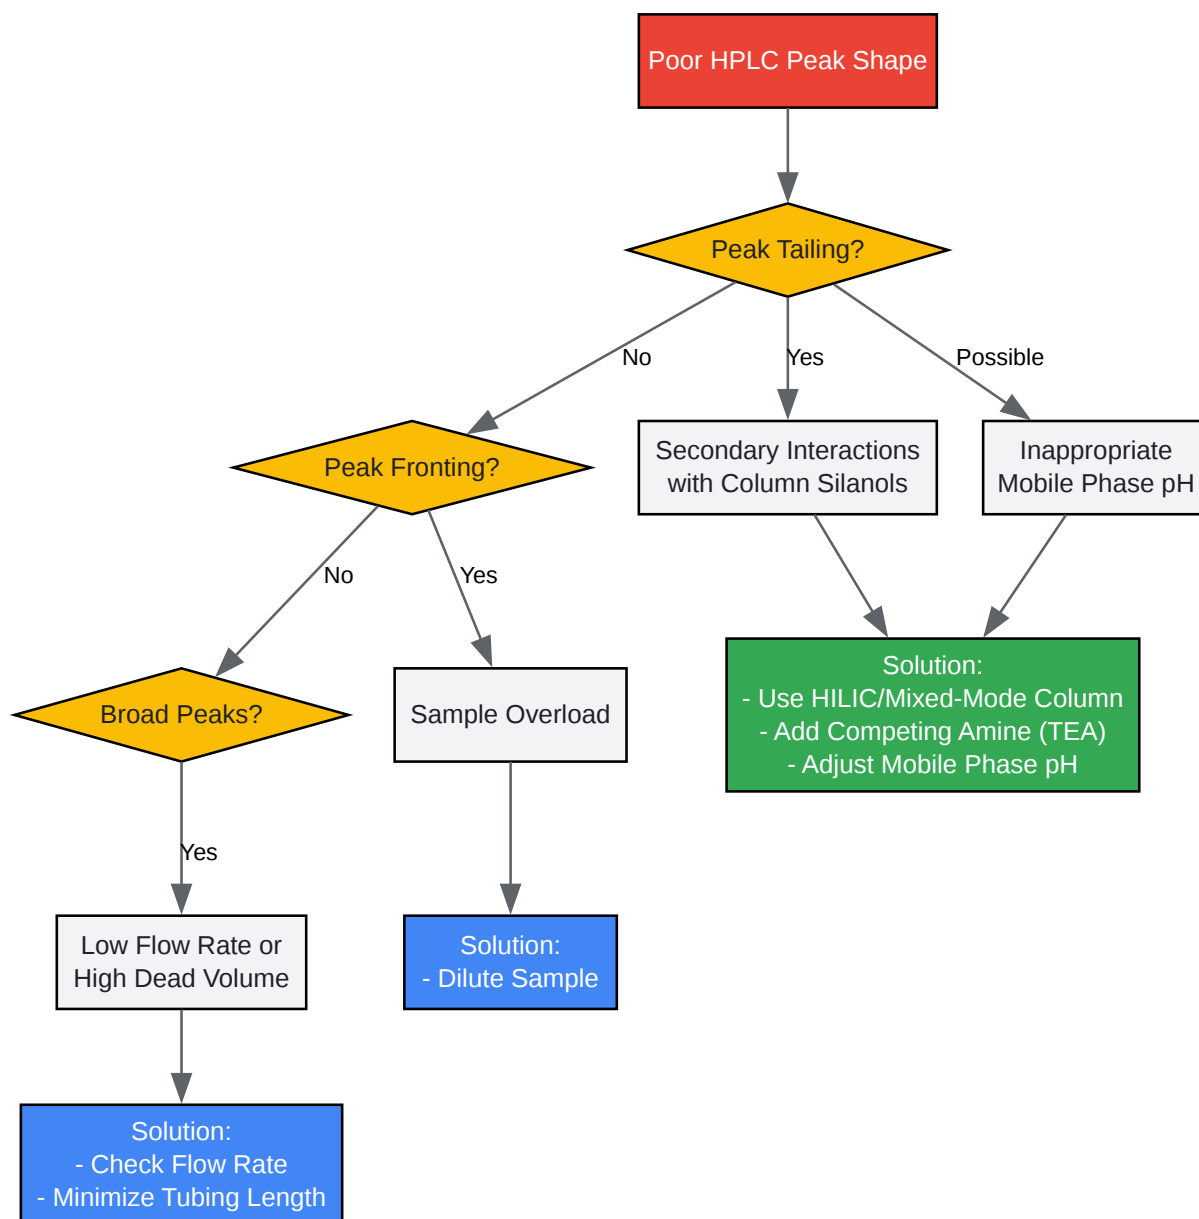 Poor HPLC Peak Shape
Peak Tailing?
No
Yes
Possible
Peak Fronting?
Secondary Interactions
with Column Silanols
Inappropriate
Mobile Phase pH
No
Yes
Broad Peaks?
Sample Overload
Solution:
- Use HILIC/Mixed-Mode Column
- Add Competing Amine (TEA)
- Adjust Mobile Phase pH
Yes
Low Flow Rate or
High Dead Volume
Solution:
- Dilute Sample
Solution:
- Check Flow Rate
- Minimize Tubing Length